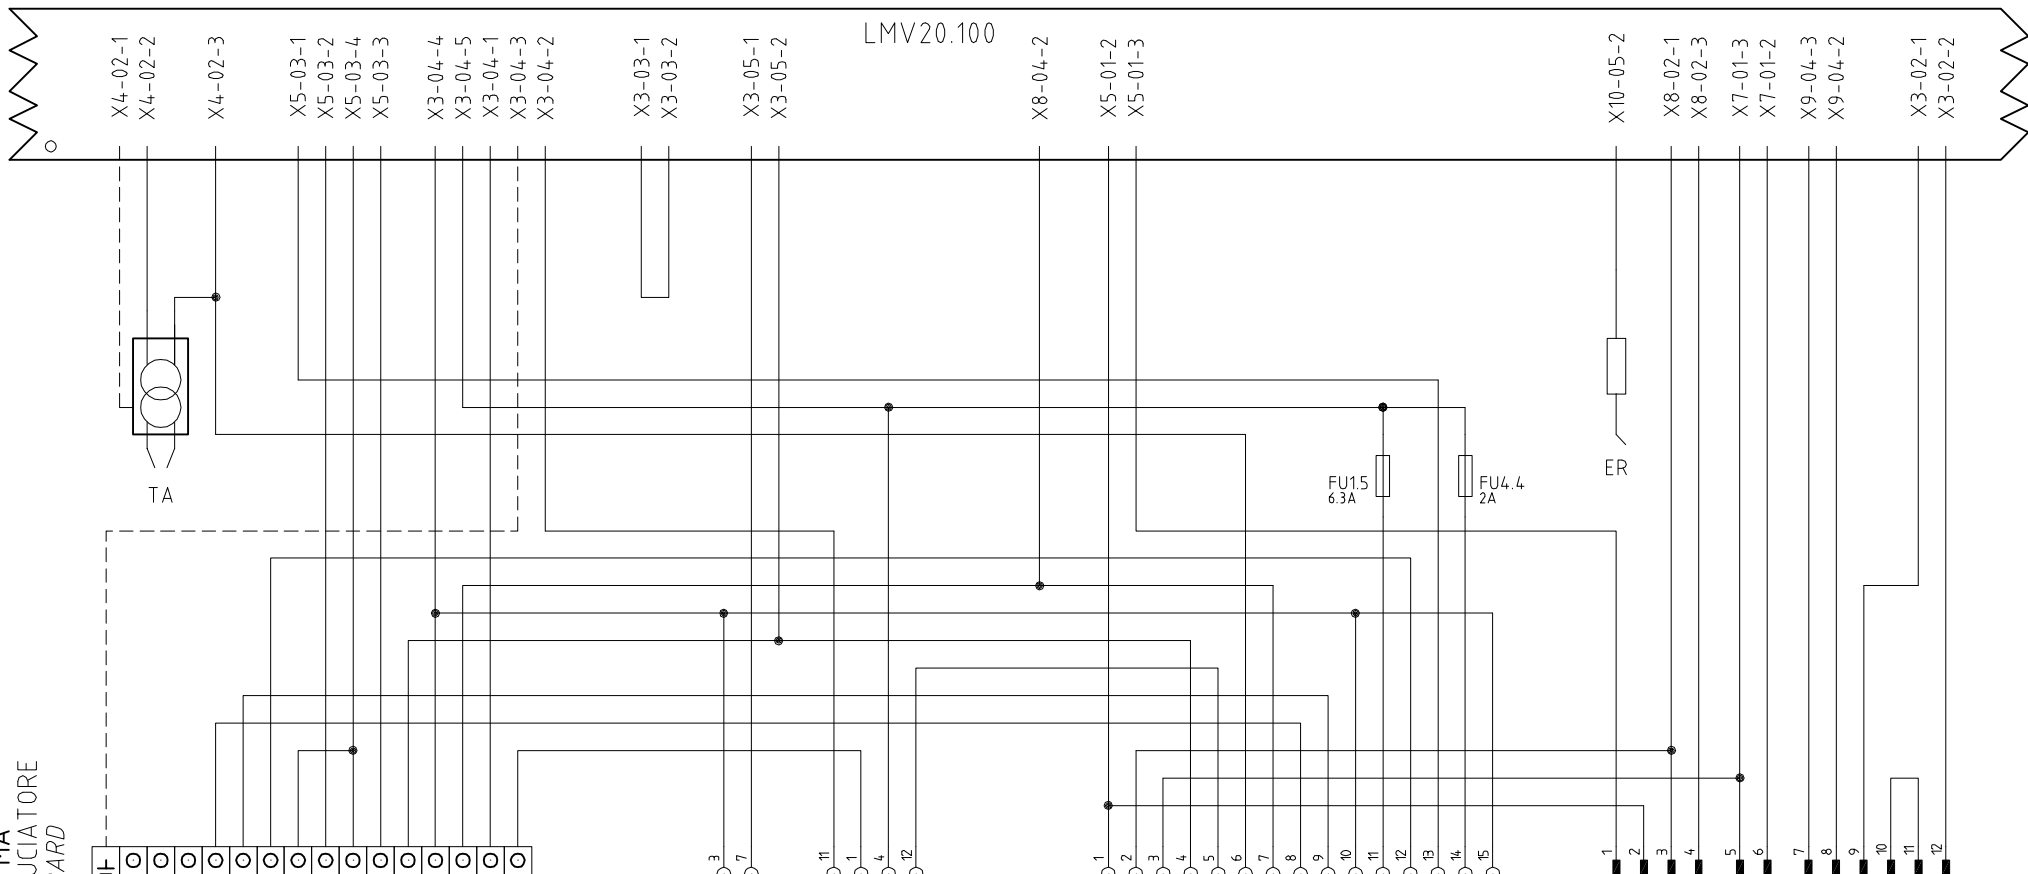 LMV20.100
X4-02-1
X4-02-2
X4-02-3
X5-03-1
X5-03-2
X5-03-4
X5-03-3
X3-04-4
X3-04-5
X3-04-1
X3-04-3
X3-04-2
X3-03-1
X3-03-2
X3-05-1
X3-05-2
X8-04-2
X5-01-2
X5-01-3
X10-05-2
X8-02-1
X8-02-3
X7-01-3
X7-01-2
X9-04-3
X9-04-2
X3-02-1
X3-02-2
TA
FU1.5
6.3A
FU4.4
2A
ER
MA
3
7
11
1
4
12
1
2
3
4
5
6
7
8
9
10
11
12
13
14
15
1
2
3
4
5
6
7
8
9
10
11
12